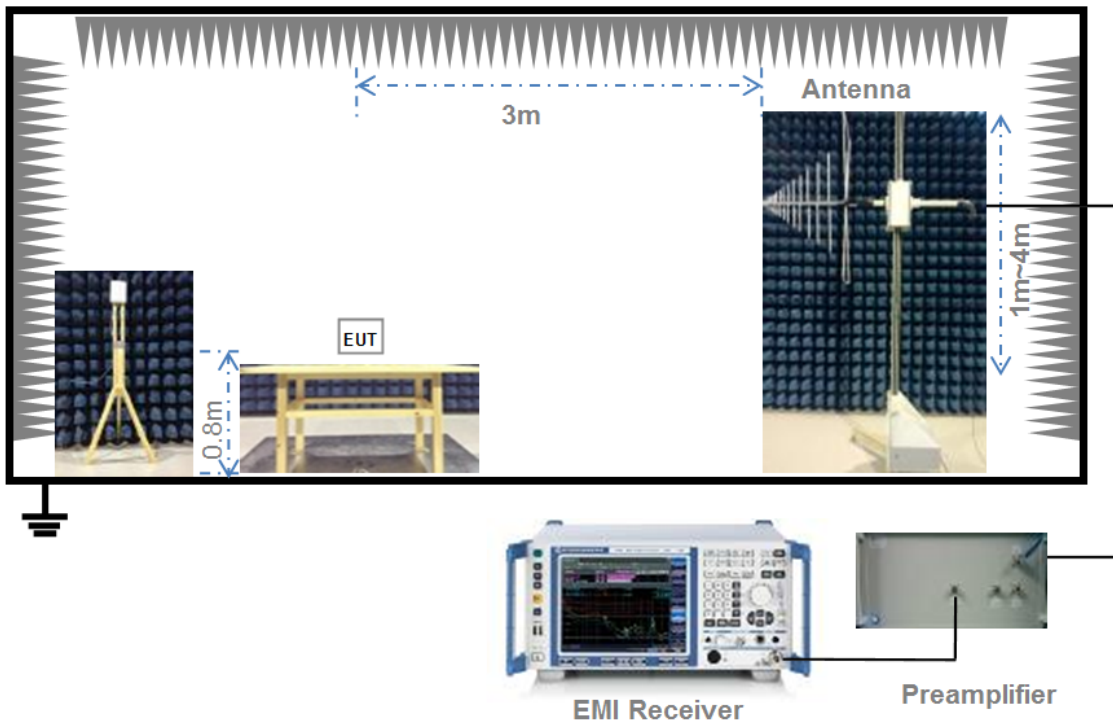 Antenna
3m
1m~4m
EUT
0.8m
EMI Receiver
Preamplifier